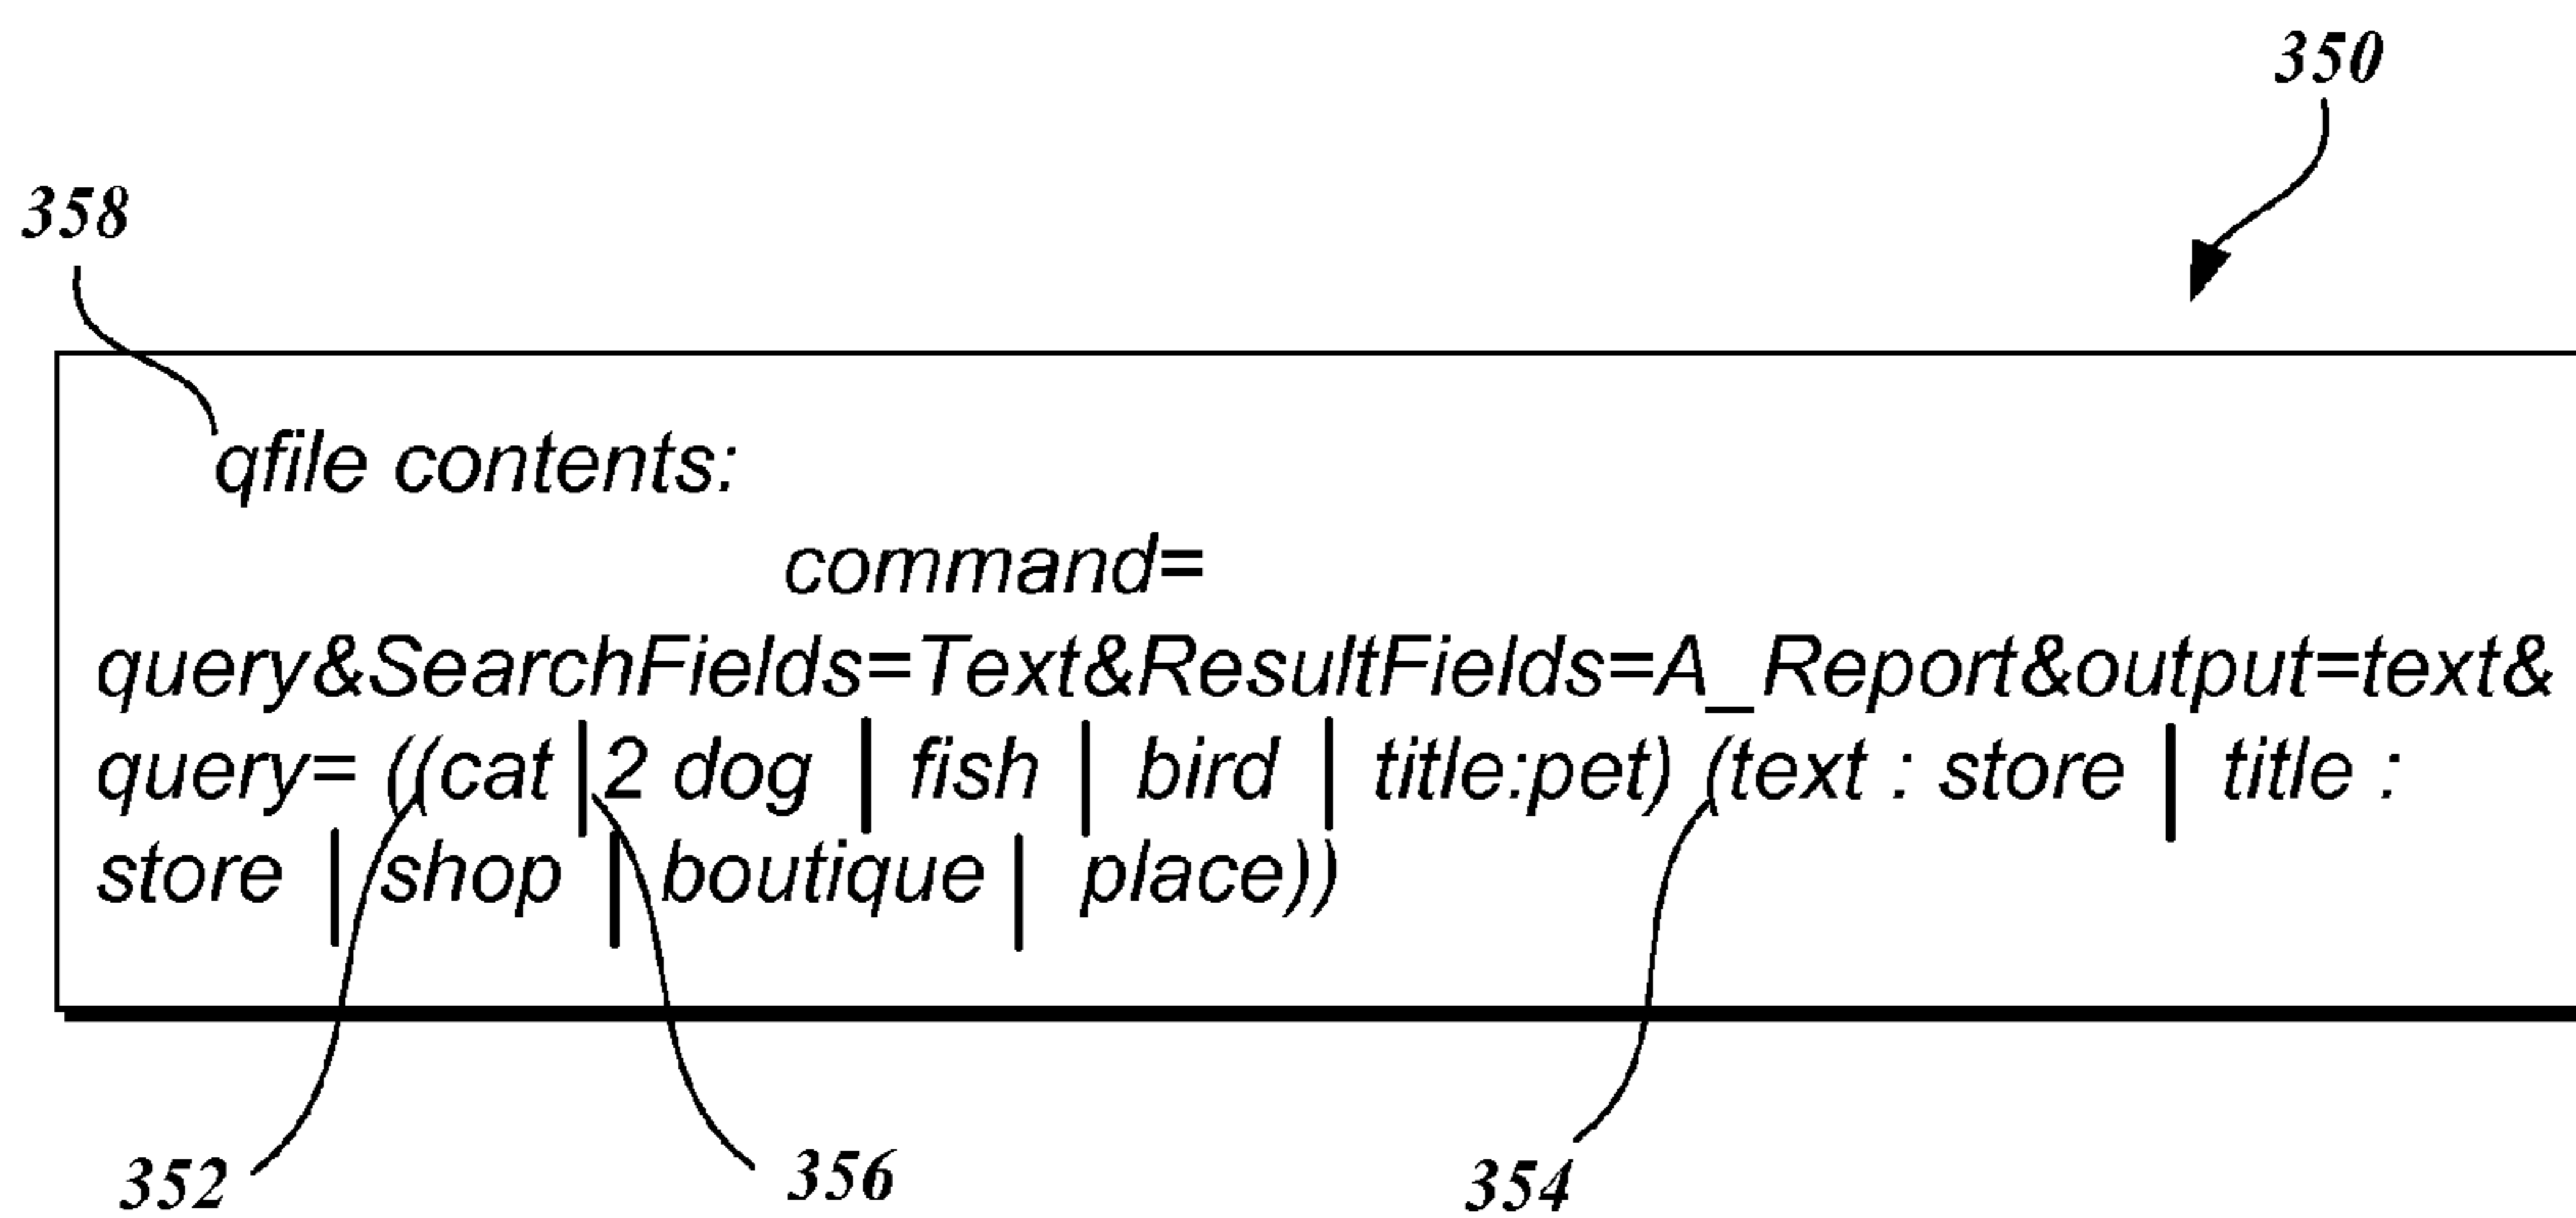 350
358
qfile contents:
command=
query&SearchFields=Text&ResultFields=A_Report&output=text&
query= ((cat | 2 dog | fish | bird | title:pet) (text : store | title :
store | shop | boutique | place))
352 356 354